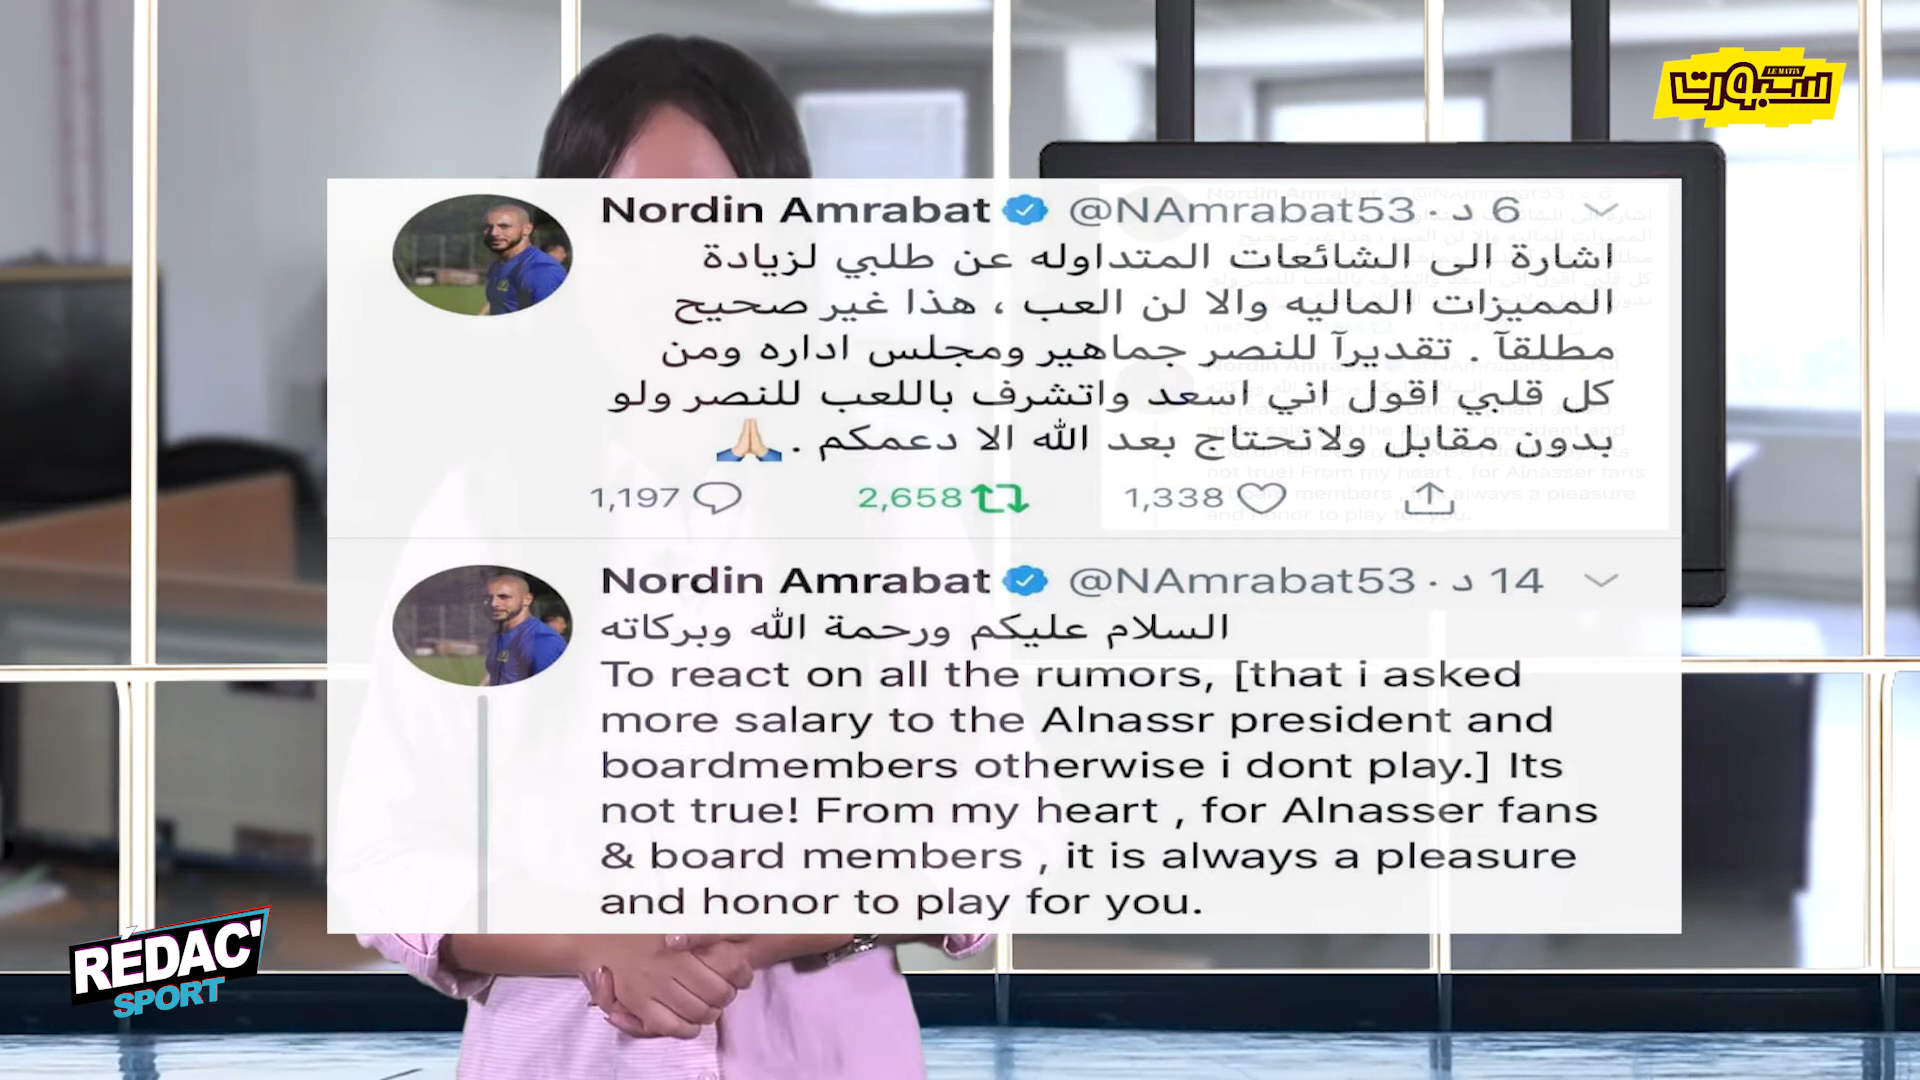 LE MATIN
سبورت
Nordin Amrabat @NAmrabat53 · 6 د
اشارة الى الشائعات المتداوله عن طلبي لزيادة
المميزات الماليه والا لن العب ، هذا غير صحيح
مطلقآ . تقديرآ للنصر جماهير ومجلس اداره ومن
كل قلبي اقول اني اسعد واتشرف باللعب للنصر ولو
بدون مقابل ولانحتاج بعد الله الا دعمكم . 🙏🏻
1,197 2,658 1,338
Nordin Amrabat @NAmrabat53 · 14 د
السلام عليكم ورحمة الله وبركاته
To react on all the rumors, [that i asked
more salary to the Alnassr president and
boardmembers otherwise i dont play.] Its
not true! From my heart , for Alnasser fans
& board members , it is always a pleasure
and honor to play for you.
RÉDAC'
SPORT